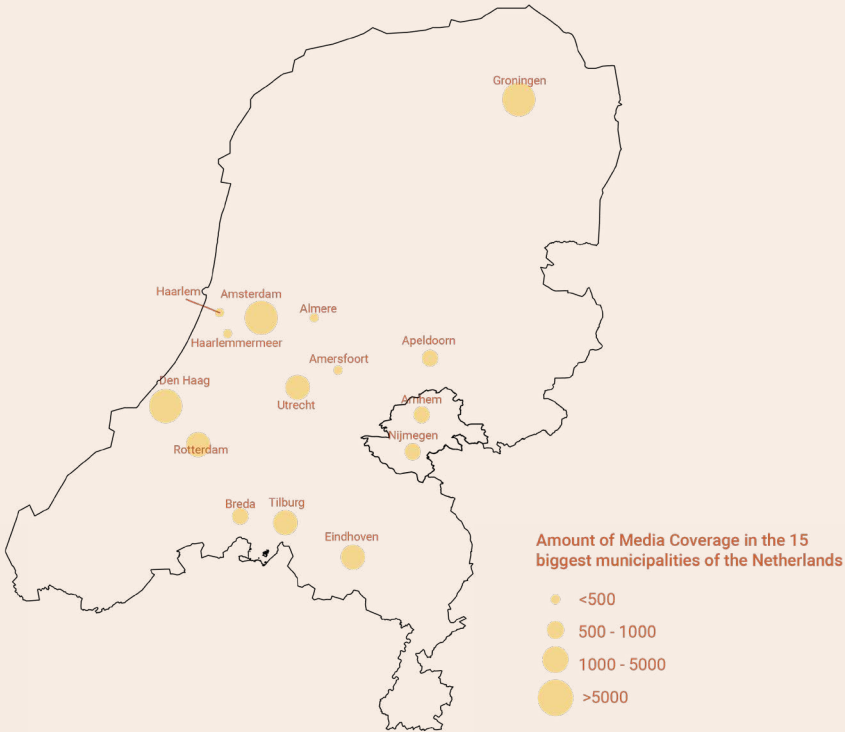 Groningen
Haarlem
Amsterdam
Almere
Haarlemmermeer
Apeldoorn
Amersfoort
Den Haag
Utrecht
Arnhem
Nijmegen
Rotterdam
Breda
Tilburg
Eindhoven
Amount of Media Coverage in the 15
biggest municipalities of the Netherlands
<500
500 - 1000
1000 - 5000
>5000